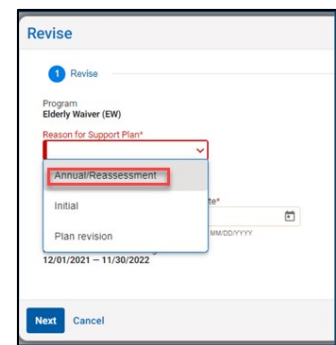 Revise
1 Revise
Program
Elderly Waiver (EW)
Reason for Support Plan*
Annual/Reassessment
Initial
te*
Plan revision
MM/DD/YYYY
12/01/2021 — 11/30/2022
Next Cancel